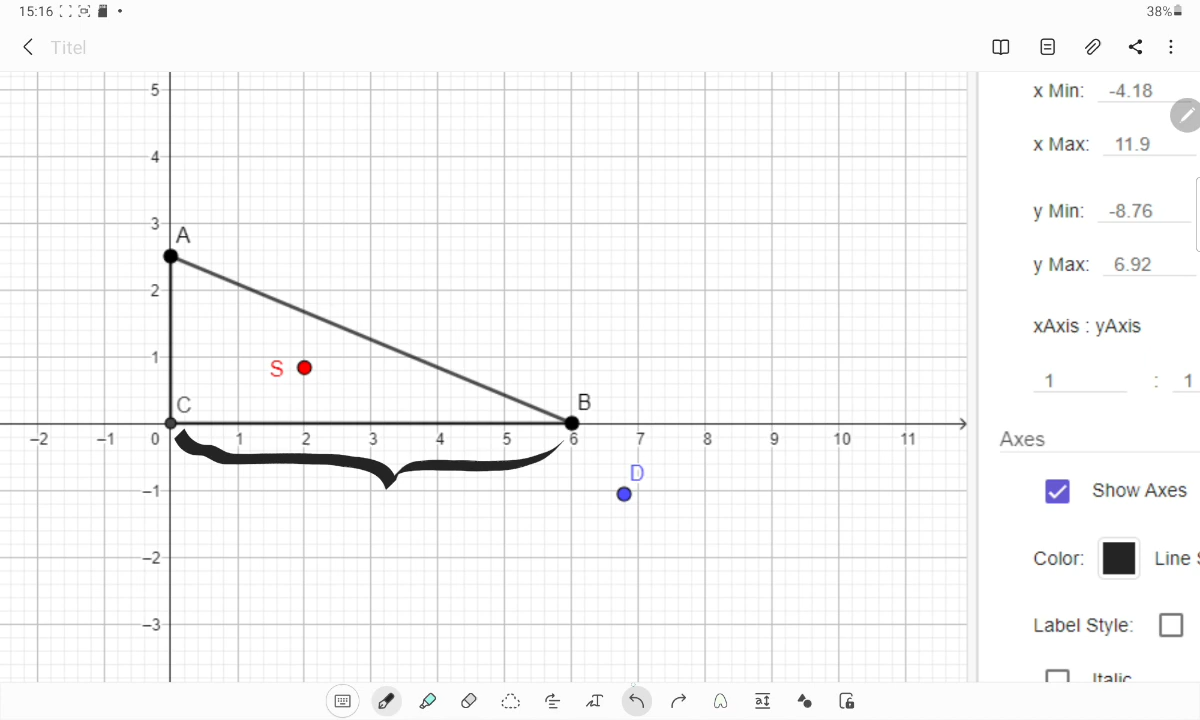 15:16
38%
Titel
5
4
3
2
1
0
−1
−2
−3
−2 −1 1 2 3 4 5 6 7 8 9 10 11
A
S
C
B
D
x Min: -4.18
x Max: 11.9
y Min: -8.76
y Max: 6.92
xAxis : yAxis
1 : 1
Axes
Show Axes
Color: Line S
Label Style:
Italic